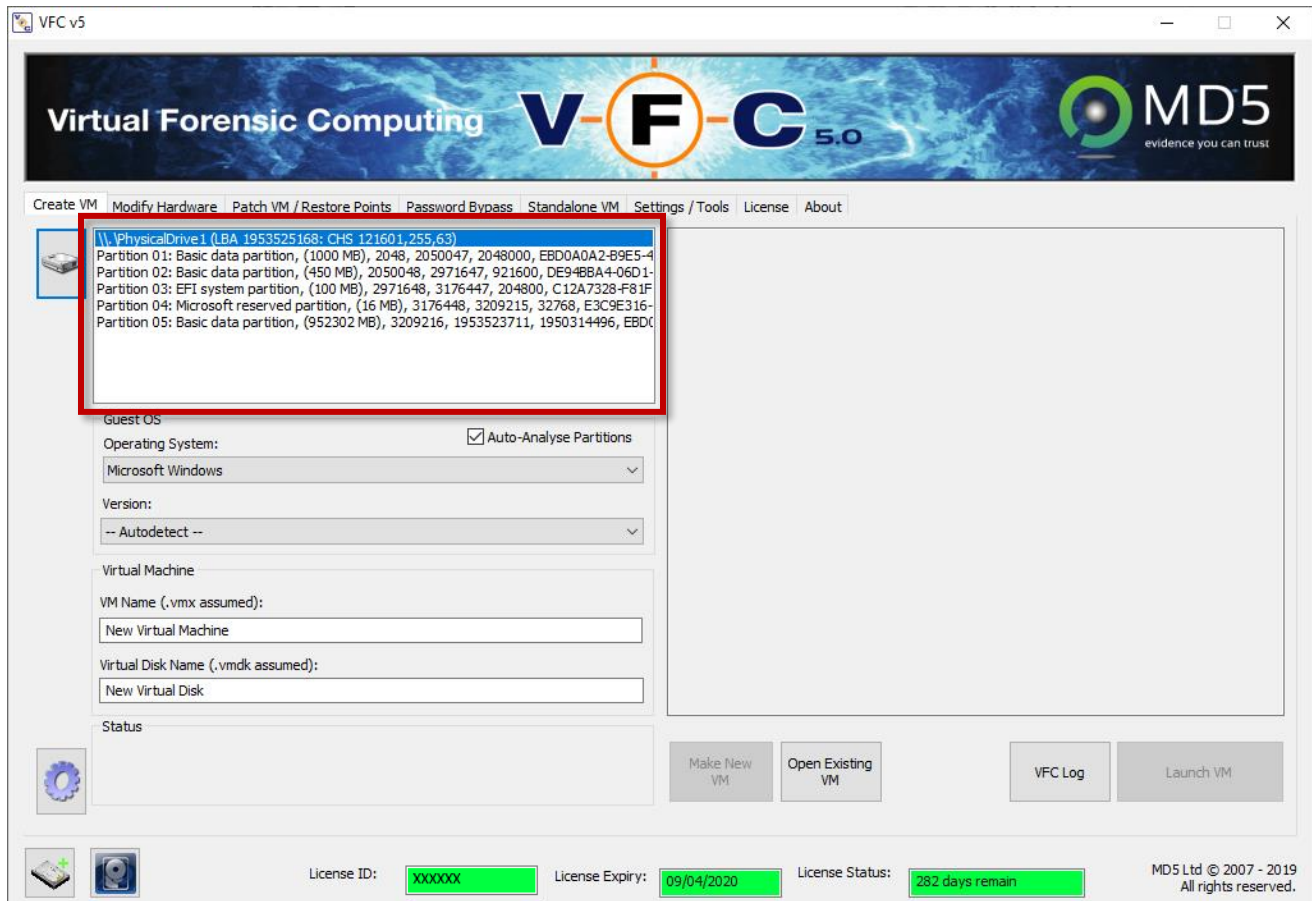 VFC v5
Virtual Forensic Computing V-F-C 5.0 MD5
evidence you can trust
Create VM Modify Hardware Patch VM / Restore Points Password Bypass Standalone VM Settings / Tools License About
\\.\PhysicalDrive1 (LBA 1953525168: CHS 121601,255,63)
Partition 01: Basic data partition, (1000 MB), 2048, 2050047, 2048000, EBD0A0A2-B9E5-4
Partition 02: Basic data partition, (450 MB), 2050048, 2971647, 921600, DE94BBA4-06D1-
Partition 03: EFI system partition, (100 MB), 2971648, 3176447, 204800, C12A7328-F81F
Partition 04: Microsoft reserved partition, (16 MB), 3176448, 3209215, 32768, E3C9E316-
Partition 05: Basic data partition, (952302 MB), 3209216, 1953523711, 1950314496, EBD0
Guest OS
Operating System: Auto-Analyse Partitions
Microsoft Windows
Version:
-- Autodetect --
Virtual Machine
VM Name (.vmx assumed):
New Virtual Machine
Virtual Disk Name (.vmdk assumed):
New Virtual Disk
Status
Make New VM Open Existing VM VFC Log Launch VM
License ID: XXXXXX License Expiry: 09/04/2020 License Status: 282 days remain MD5 Ltd © 2007 - 2019
All rights reserved.